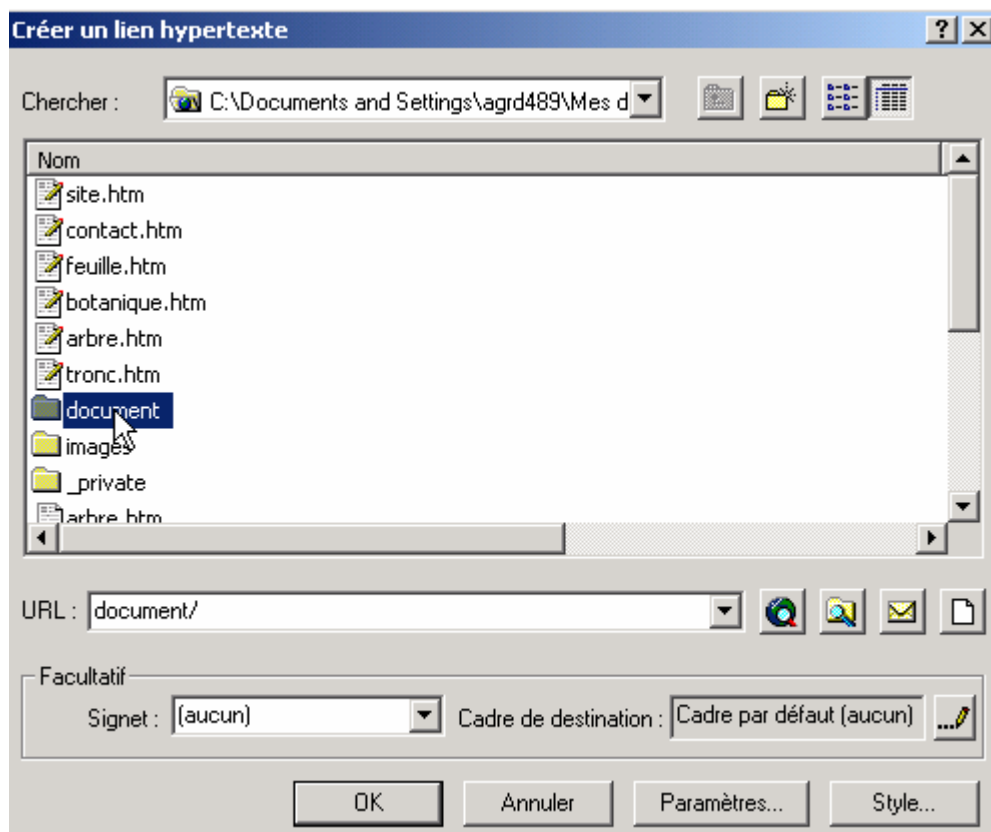 Créer un lien hypertexte
Chercher : C:\Documents and Settings\agrd489\Mes d
Nom
site.htm
contact.htm
feuille.htm
botanique.htm
arbre.htm
tronc.htm
document
images
_private
arbre.htm
URL : document/
Facultatif
Signet : (aucun) Cadre de destination : Cadre par défaut (aucun)
OK Annuler Paramètres... Style...